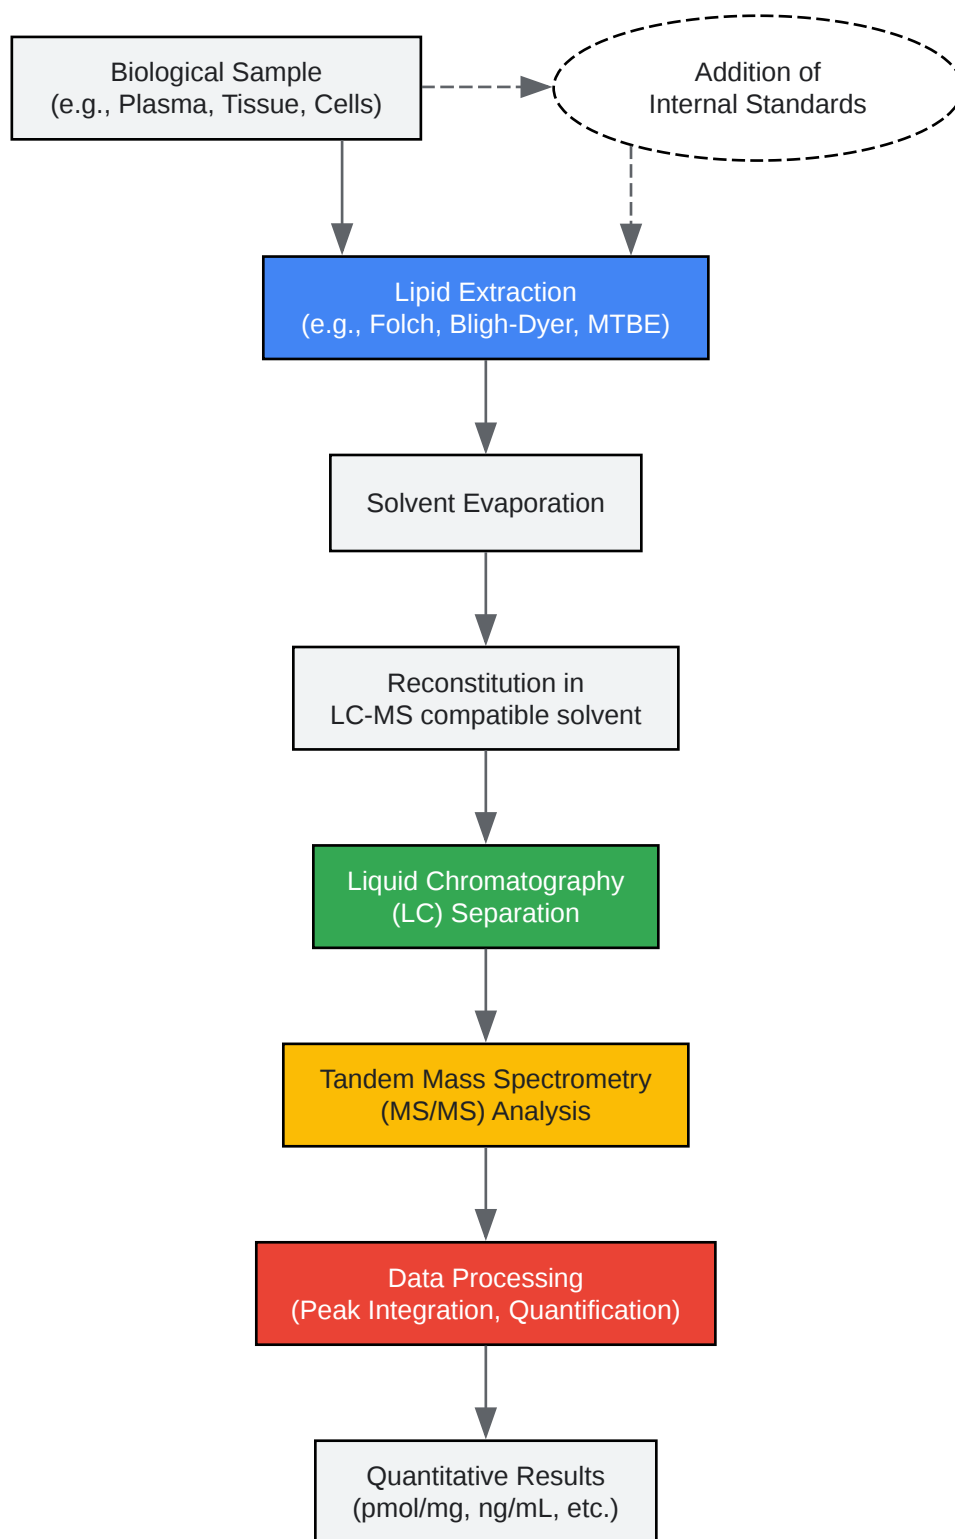 Biological Sample
(e.g., Plasma, Tissue, Cells)
Addition of
Internal Standards
Lipid Extraction
(e.g., Folch, Bligh-Dyer, MTBE)
Solvent Evaporation
Reconstitution in
LC-MS compatible solvent
Liquid Chromatography
(LC) Separation
Tandem Mass Spectrometry
(MS/MS) Analysis
Data Processing
(Peak Integration, Quantification)
Quantitative Results
(pmol/mg, ng/mL, etc.)